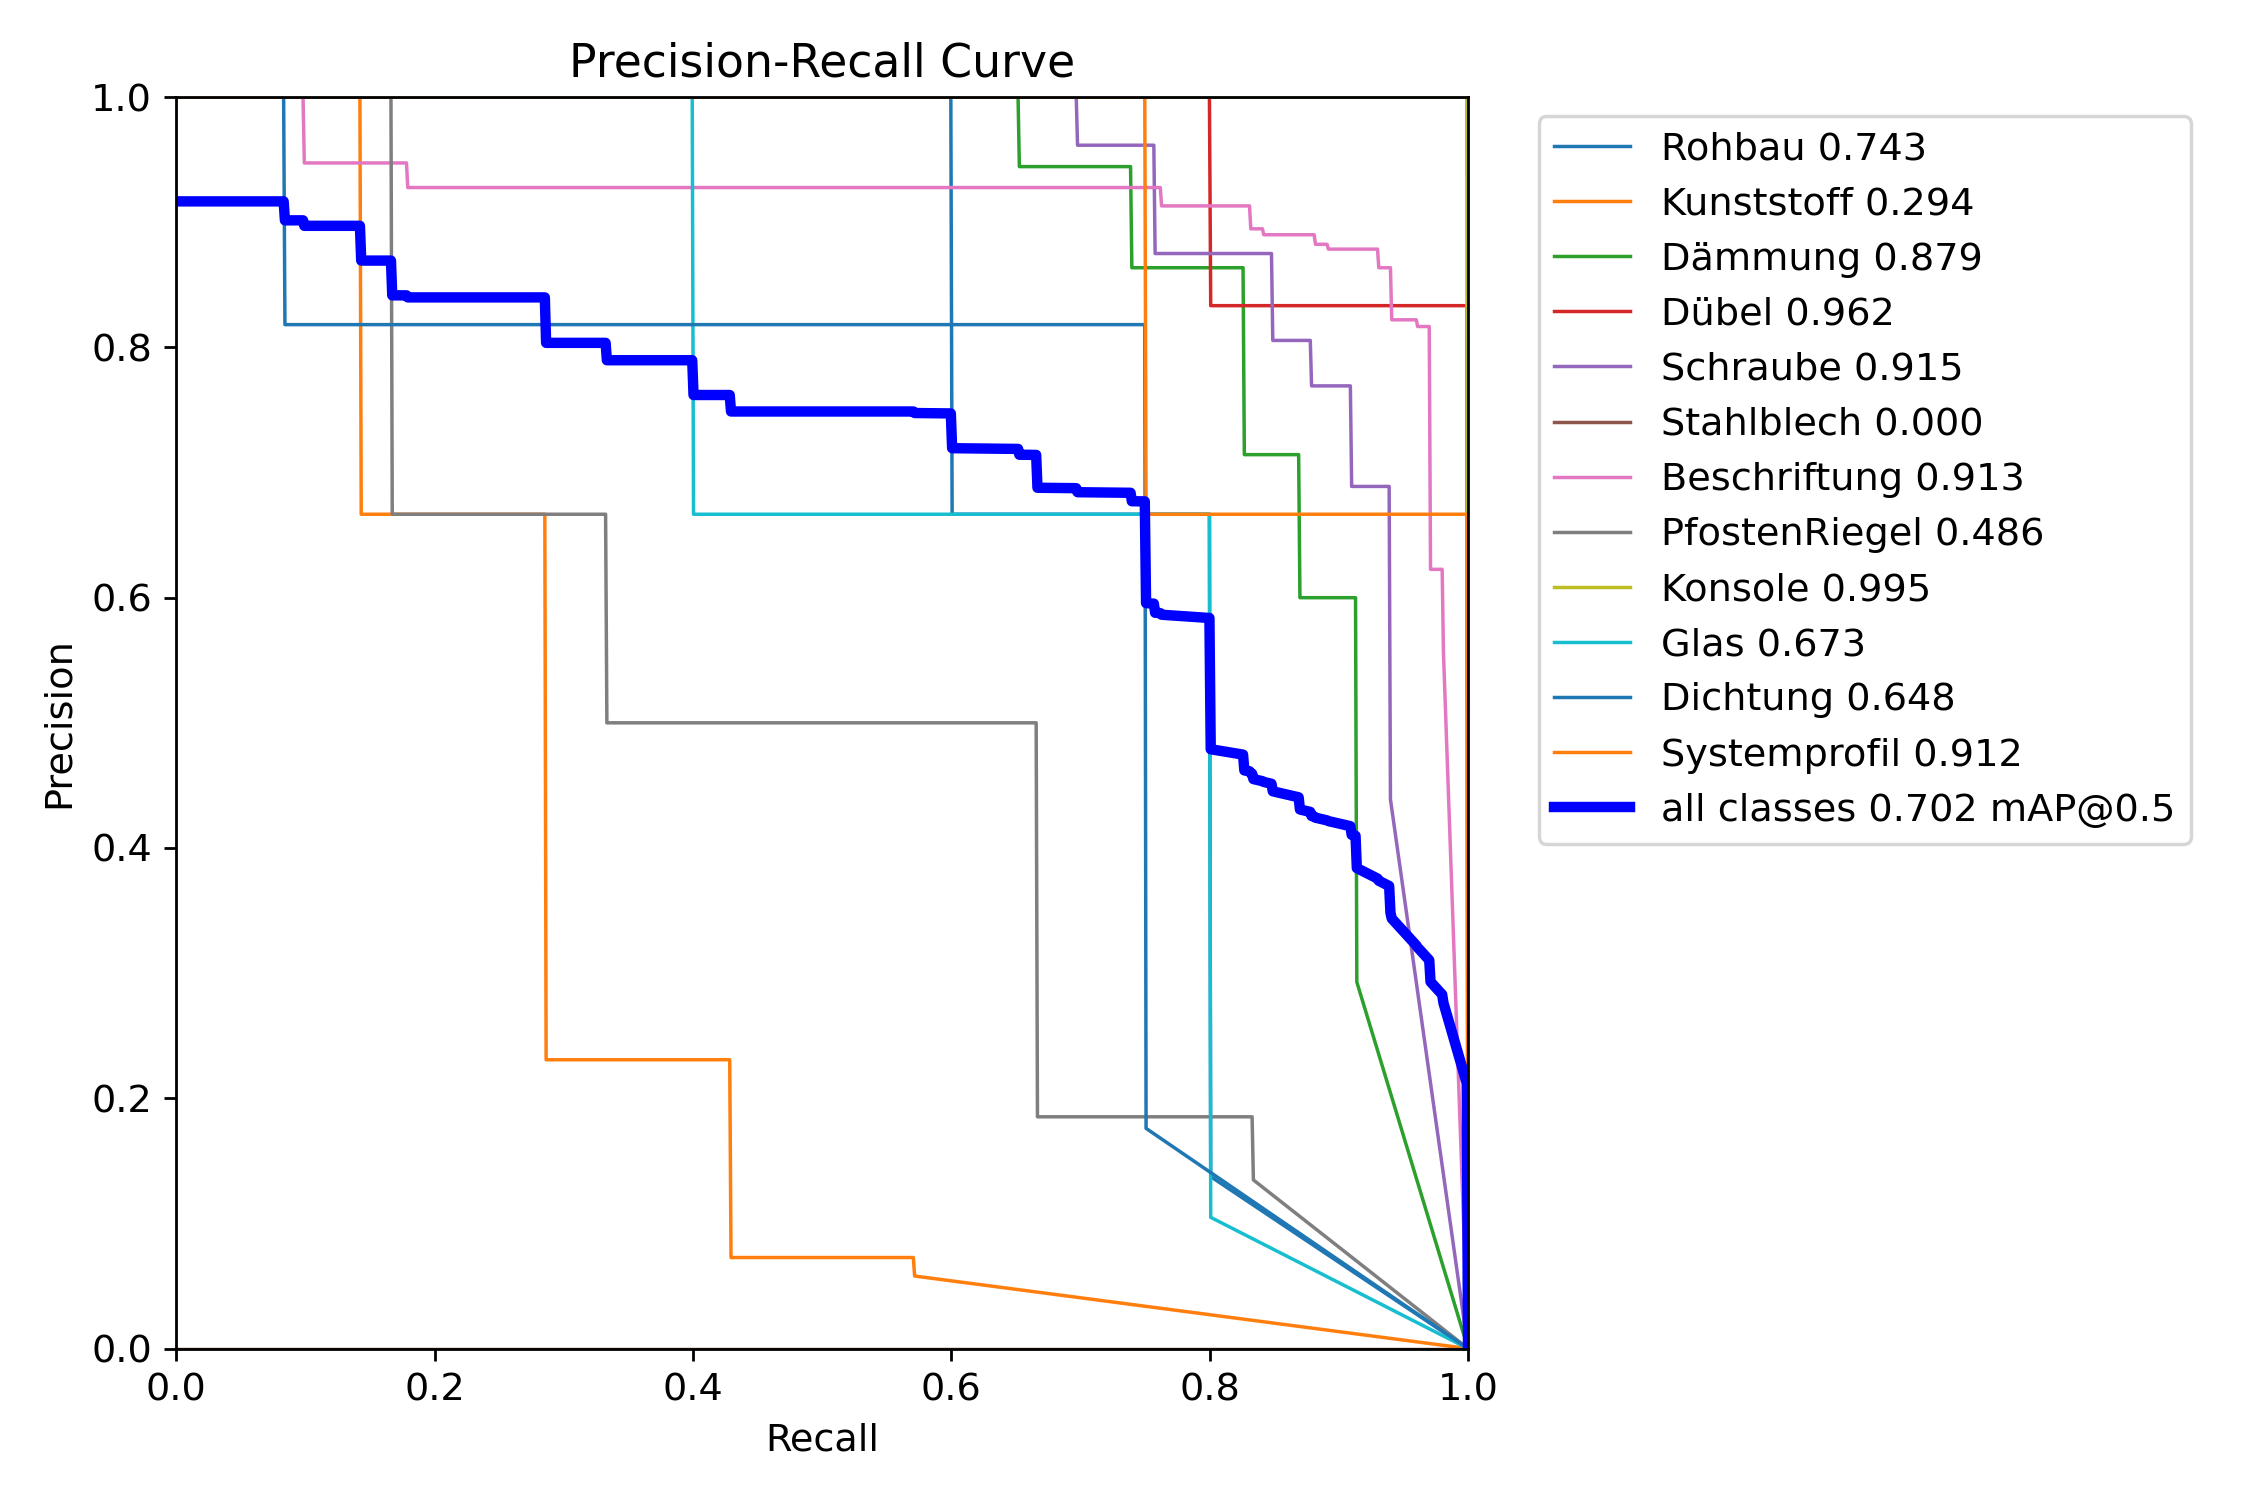 Precision-Recall Curve
1.0
0.8
0.6
0.4
0.2
0.0
Precision
0.0 0.2 0.4 0.6 0.8 1.0
Recall
Rohbau 0.743
Kunststoff 0.294
Dämmung 0.879
Dübel 0.962
Schraube 0.915
Stahlblech 0.000
Beschriftung 0.913
PfostenRiegel 0.486
Konsole 0.995
Glas 0.673
Dichtung 0.648
Systemprofil 0.912
all classes 0.702 mAP@0.5